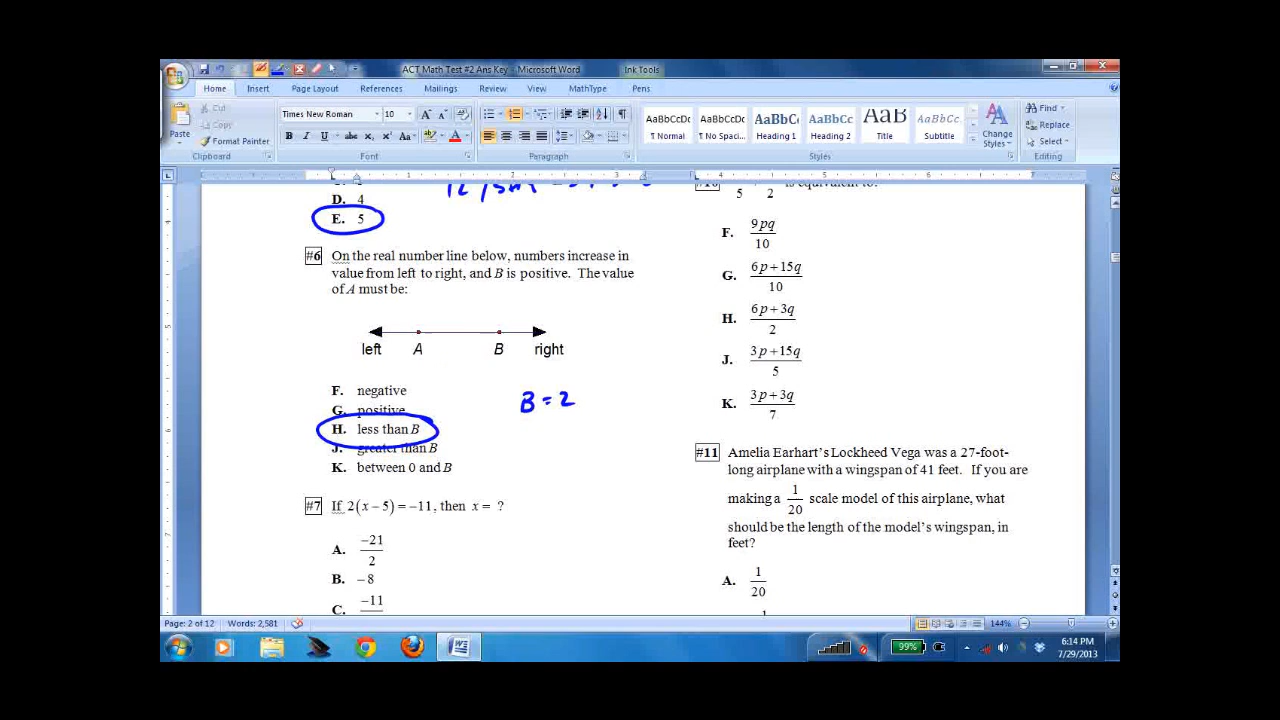 ACT Math Test #2 Ans Key - Microsoft Word
Ink Tools
Home Insert Page Layout References Mailings Review View MathType Pens
Cut
Copy
Format Painter
Paste
Clipboard
Times New Roman 10
Font
Paragraph
AaBbCcDc AaBbCcDc AaBbC AaBbCc AaB AaBbCc.
¶ Normal ¶ No Spaci... Heading 1 Heading 2 Title Subtitle
Styles
Change Styles
Find
Replace
Select
Editing
D. 4
E. 5
#6 On the real number line below, numbers increase in
value from left to right, and B is positive. The value
of A must be:
left A B right
F. negative
G. positive
H. less than B
J. greater than B
K. between 0 and B
B = 2
#7 If 2(x − 5) = −11, then x = ?
A. −21/2
B. −8
C. −11
5 2 is equivalent to:
F. 9pq/10
G. 6p+15q/10
H. 6p+3q/2
J. 3p+15q/5
K. 3p+3q/7
#11 Amelia Earhart's Lockheed Vega was a 27-foot-
long airplane with a wingspan of 41 feet. If you are
making a 1/20 scale model of this airplane, what
should be the length of the model's wingspan, in
feet?
A. 1/20
Page: 2 of 12 Words: 2,581
144%
99%
6:14 PM
7/29/2013